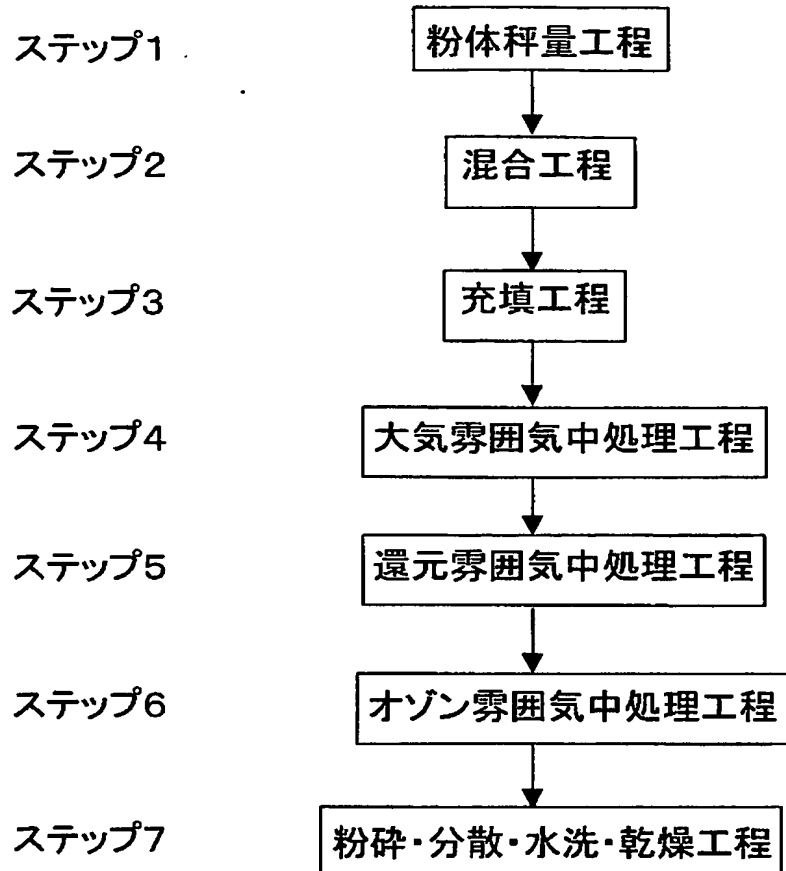 ステップ1 粉体秤量工程
ステップ2 混合工程
ステップ3 充填工程
ステップ4 大気雰囲気中処理工程
ステップ5 還元雰囲気中処理工程
ステップ6 オゾン雰囲気中処理工程
ステップ7 粉砕・分散・水洗・乾燥工程